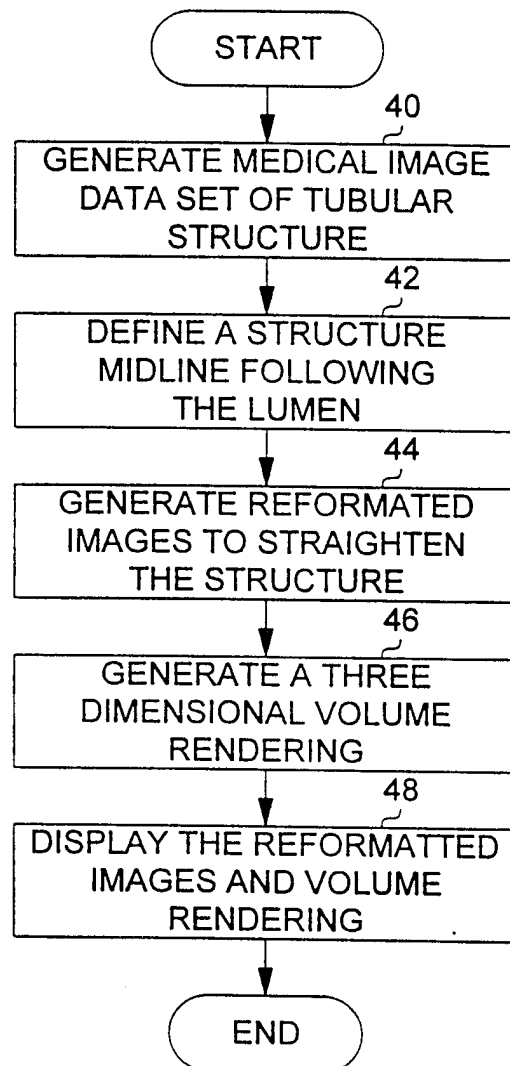 START
40
GENERATE MEDICAL IMAGE
DATA SET OF TUBULAR
STRUCTURE
42
DEFINE A STRUCTURE
MIDLINE FOLLOWING
THE LUMEN
44
GENERATE REFORMATED
IMAGES TO STRAIGHTEN
THE STRUCTURE
46
GENERATE A THREE
DIMENSIONAL VOLUME
RENDERING
48
DISPLAY THE REFORMATTED
IMAGES AND VOLUME
RENDERING
END